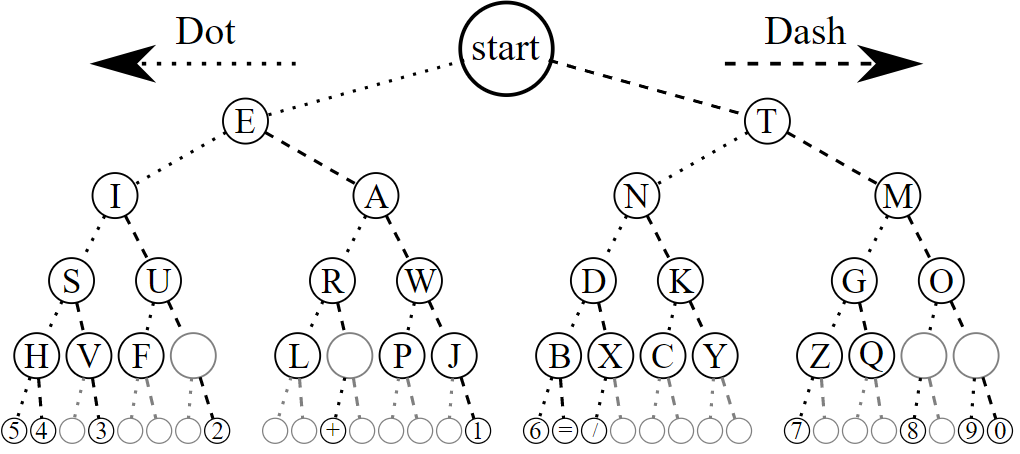 Dot start Dash
E T
I A N M
S U R W D K G O
H V F L P J B X C Y Z Q
5 4 3 2 + 1 6 = / 7 8 9 0